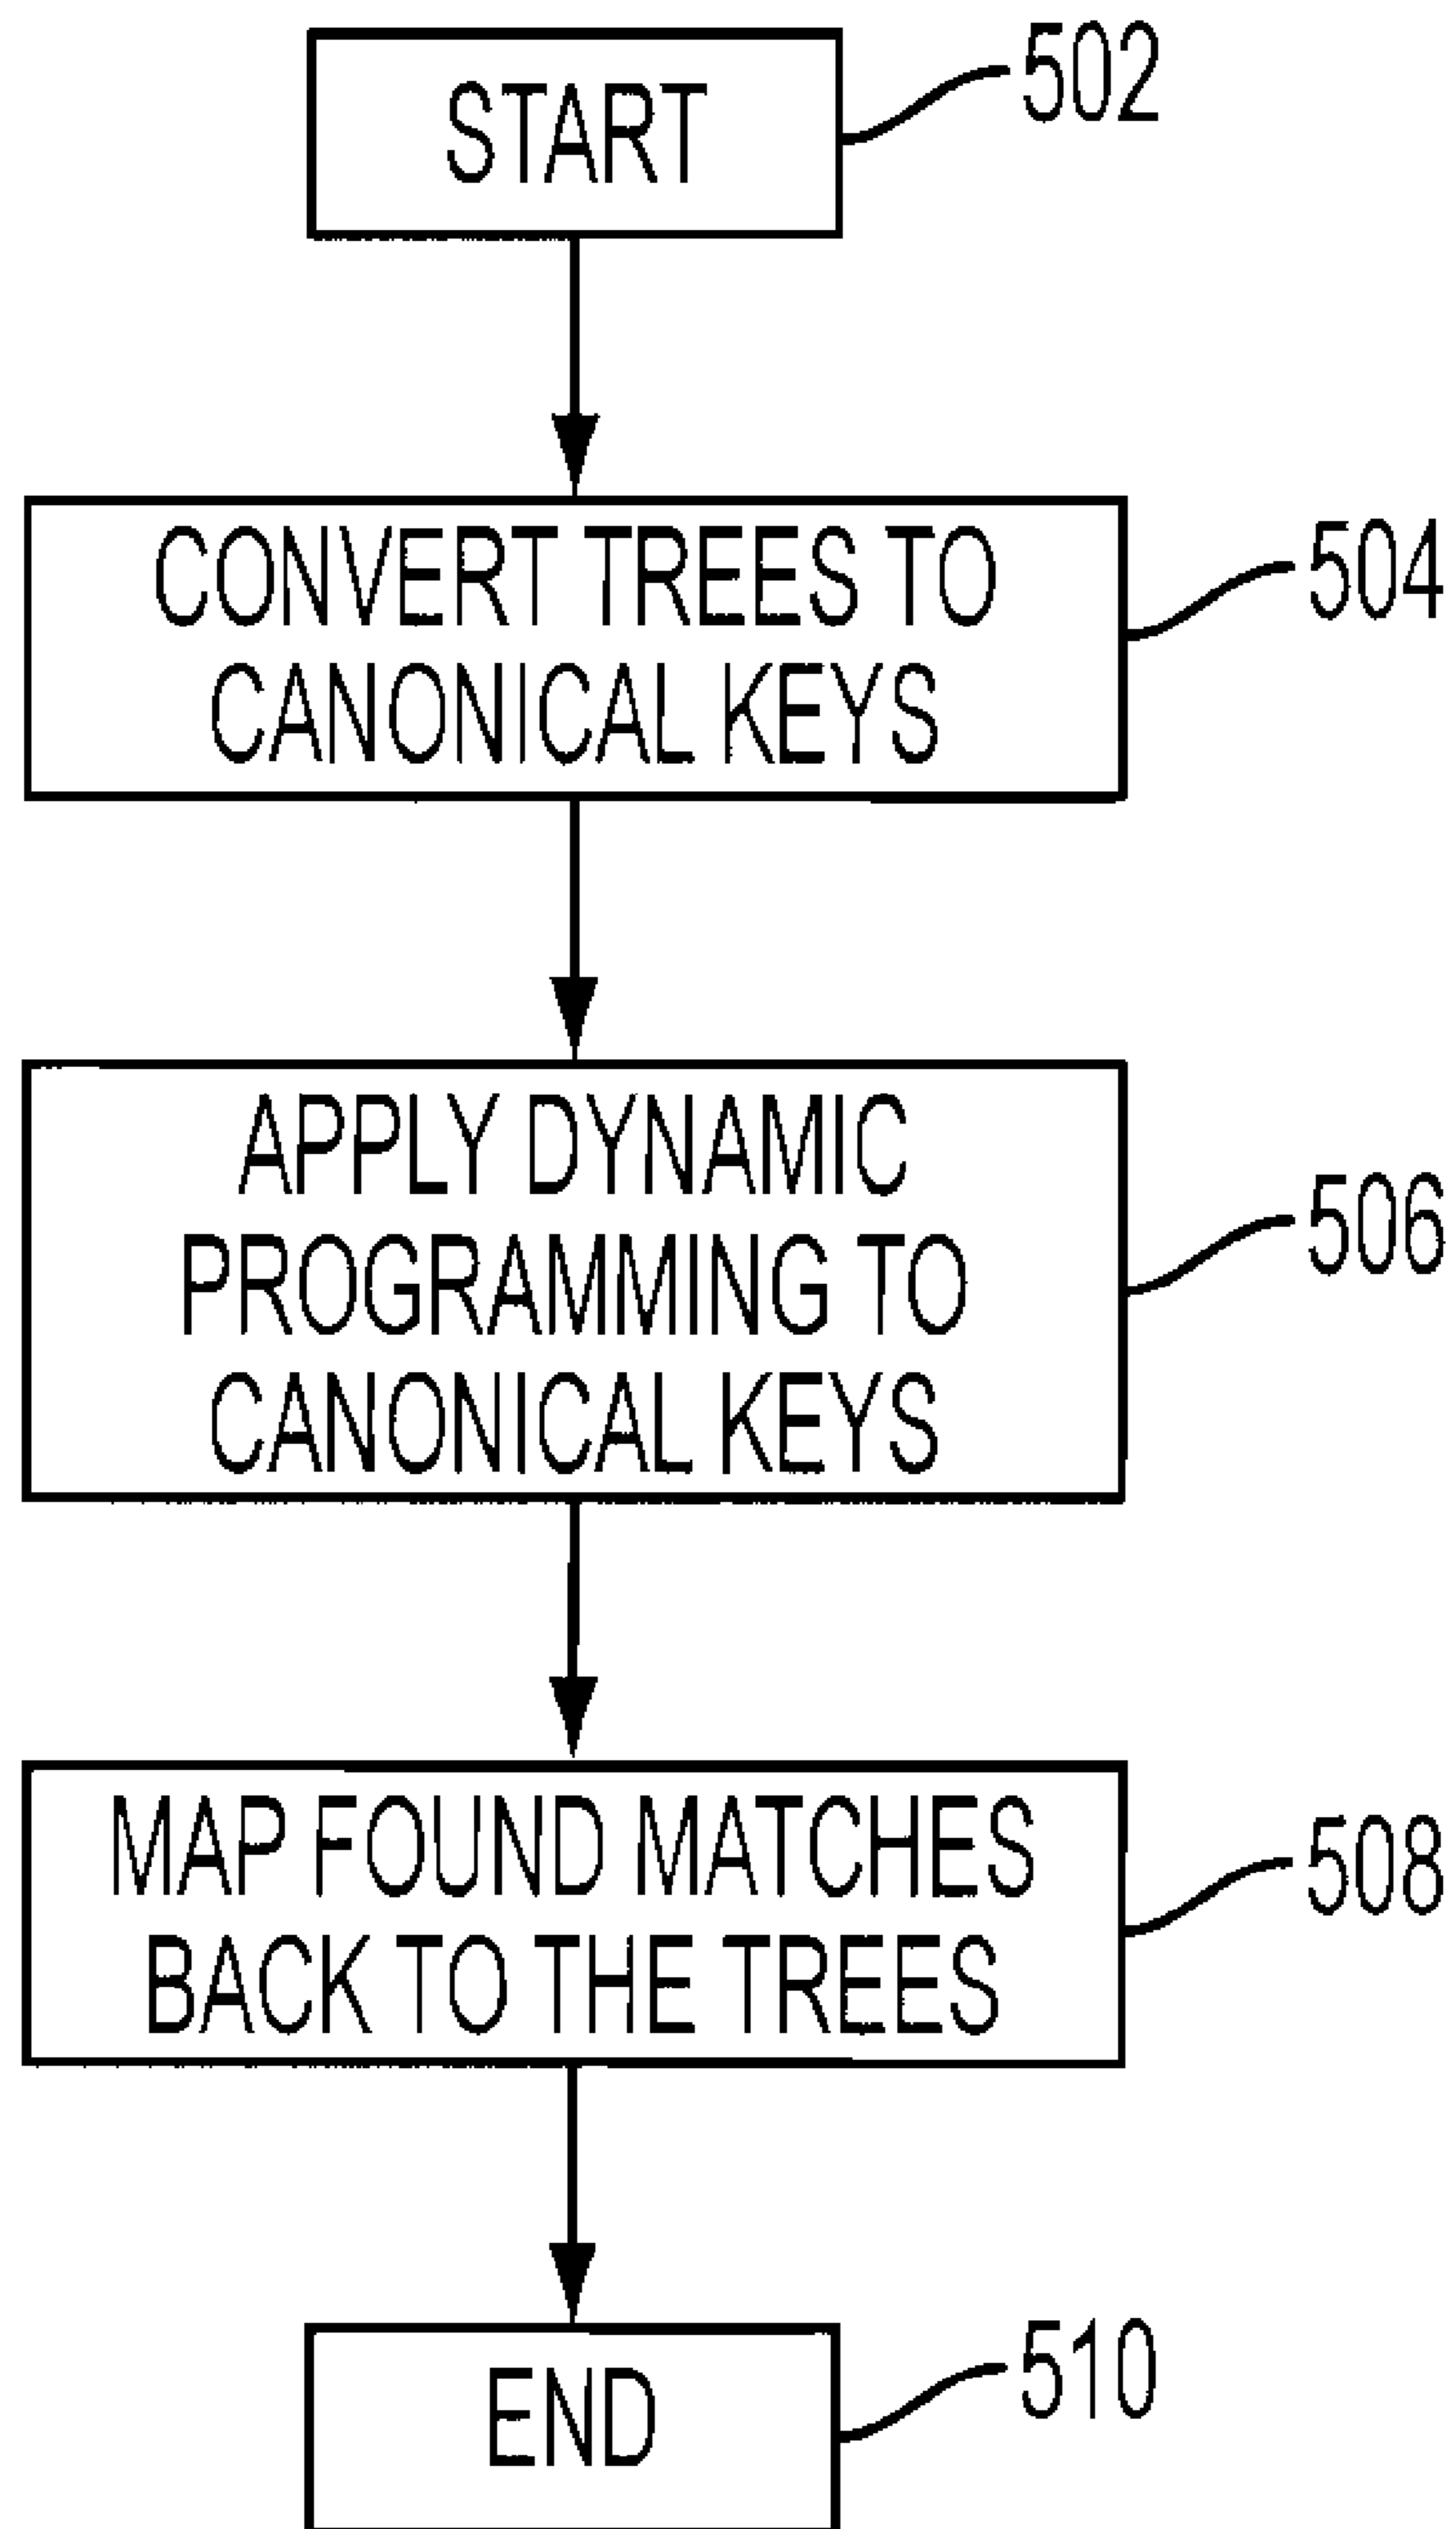 START
502
CONVERT TREES TO
CANONICAL KEYS
504
APPLY DYNAMIC
PROGRAMMING TO
CANONICAL KEYS
506
MAP FOUND MATCHES
BACK TO THE TREES
508
END
510